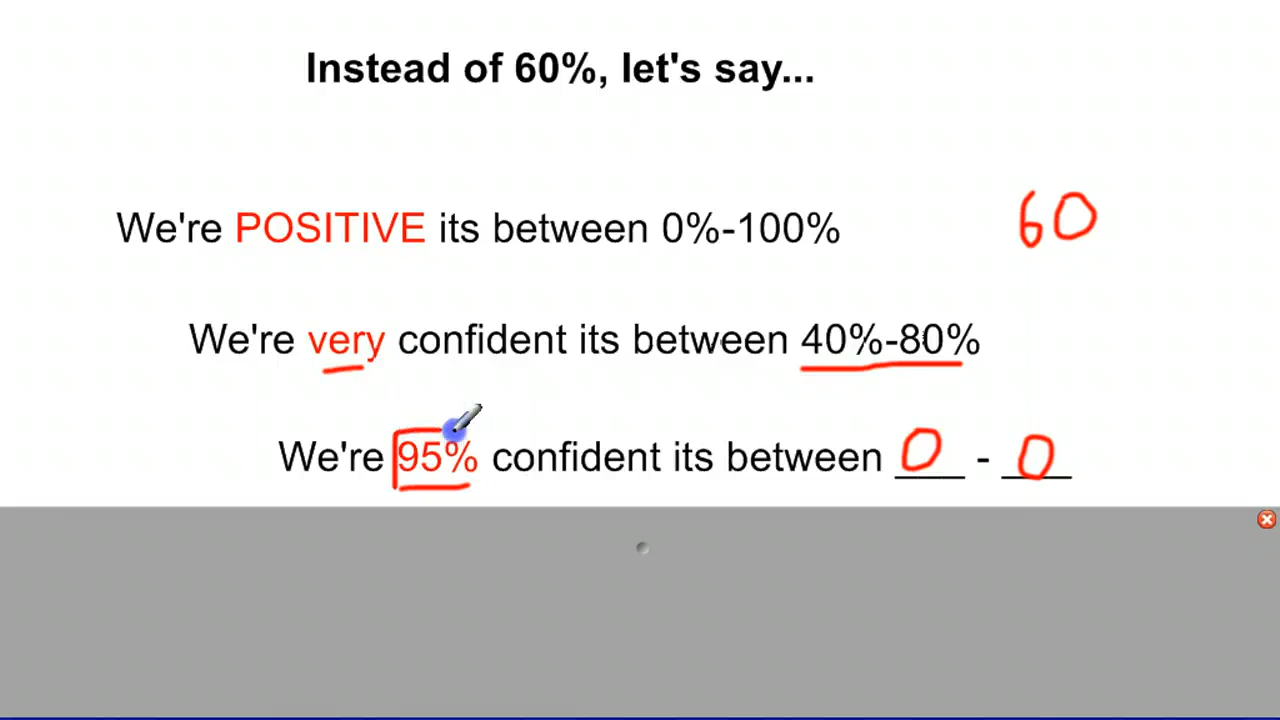 Instead of 60%, let's say...
We're POSITIVE its between 0%-100% 60
We're very confident its between 40%-80%
We're 95% confident its between 0 - 0